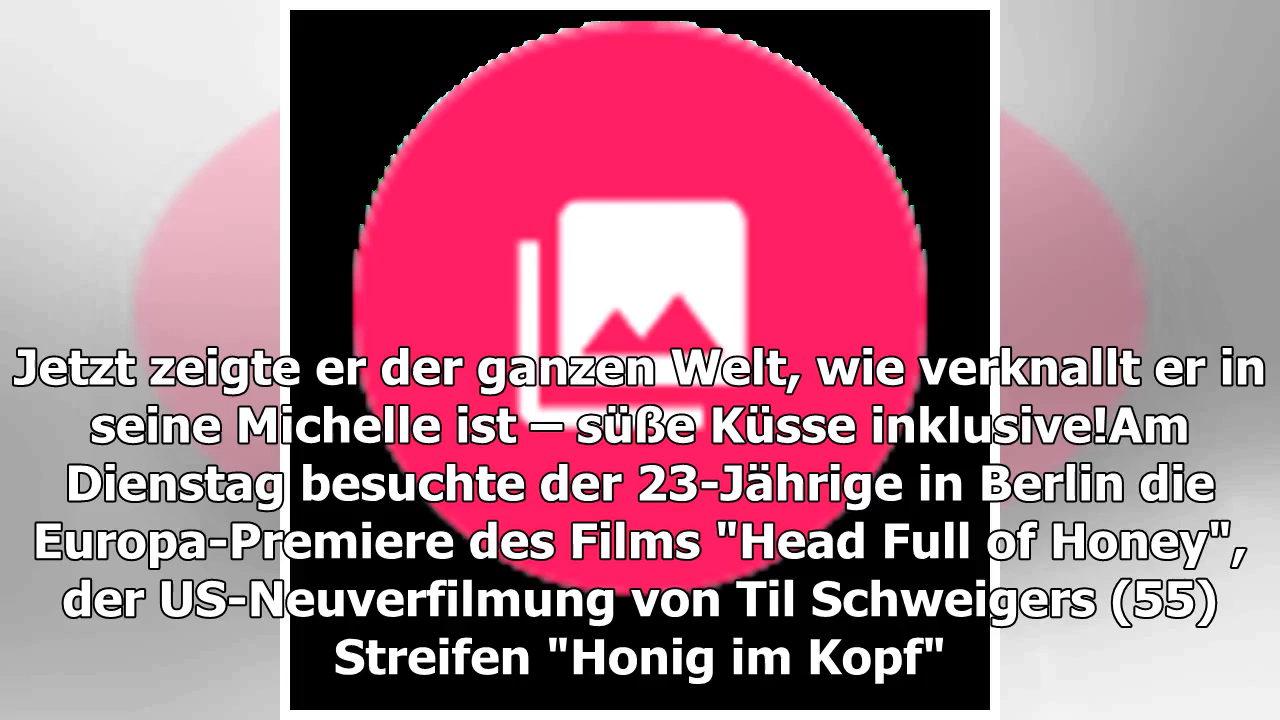 Jetzt zeigte er der ganzen Welt, wie verknallt er in
seine Michelle ist – süße Küsse inklusive!Am
Dienstag besuchte der 23-Jährige in Berlin die
Europa-Premiere des Films "Head Full of Honey",
der US-Neuverfilmung von Til Schweigers (55)
Streifen "Honig im Kopf"